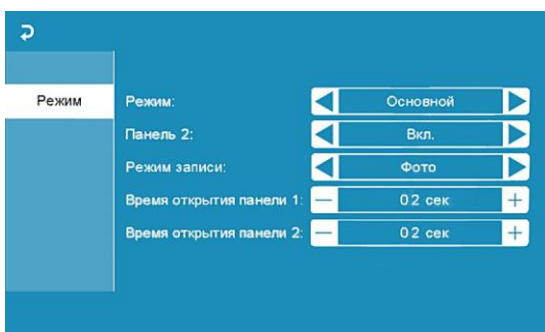 Режим
Режим: Основной
Панель 2: Вкл.
Режим записи: Фото
Время открытия панели 1: 02 сек
Время открытия панели 2: 02 сек